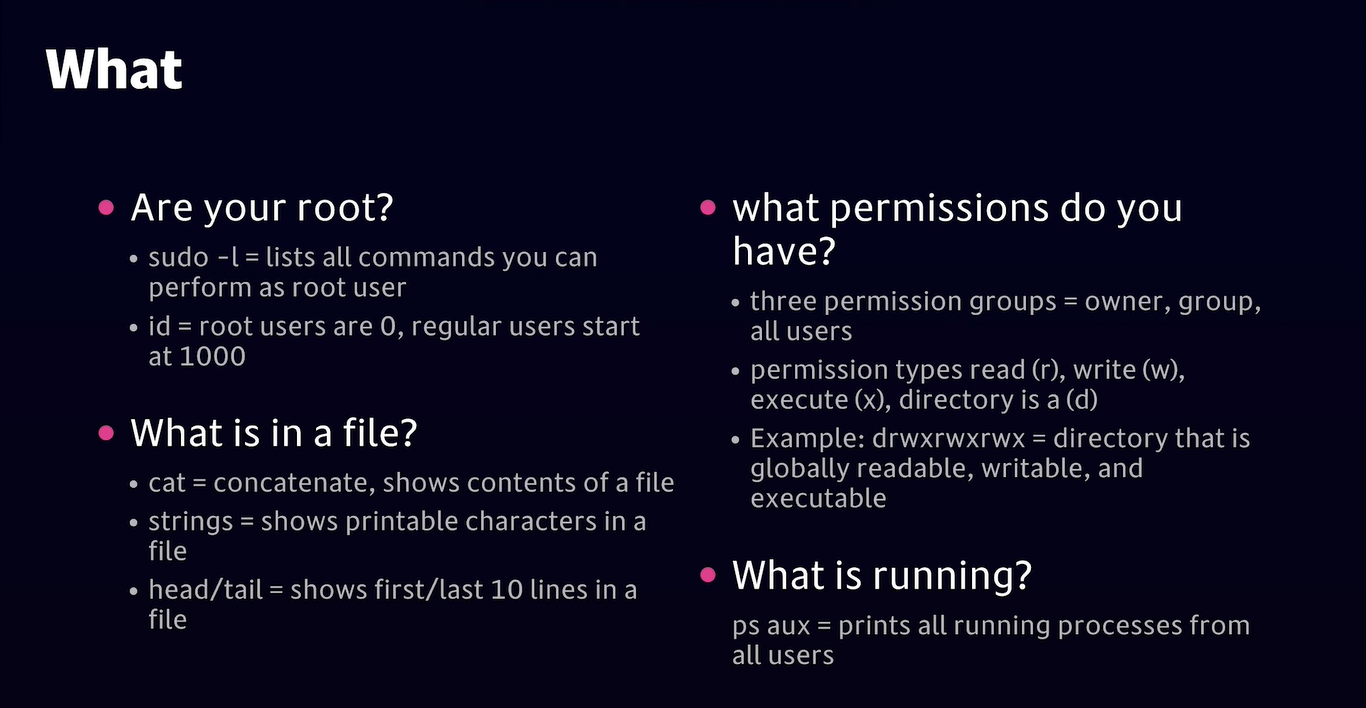 What
Are your root?
sudo -l = lists all commands you can
perform as root user
id = root users are 0, regular users start
at 1000
What is in a file?
cat = concatenate, shows contents of a file
strings = shows printable characters in a
file
head/tail = shows first/last 10 lines in a
file
what permissions do you
have?
three permission groups = owner, group,
all users
permission types read (r), write (w),
execute (x), directory is a (d)
Example: drwxrwxrwx = directory that is
globally readable, writable, and
executable
What is running?
ps aux = prints all running processes from
all users